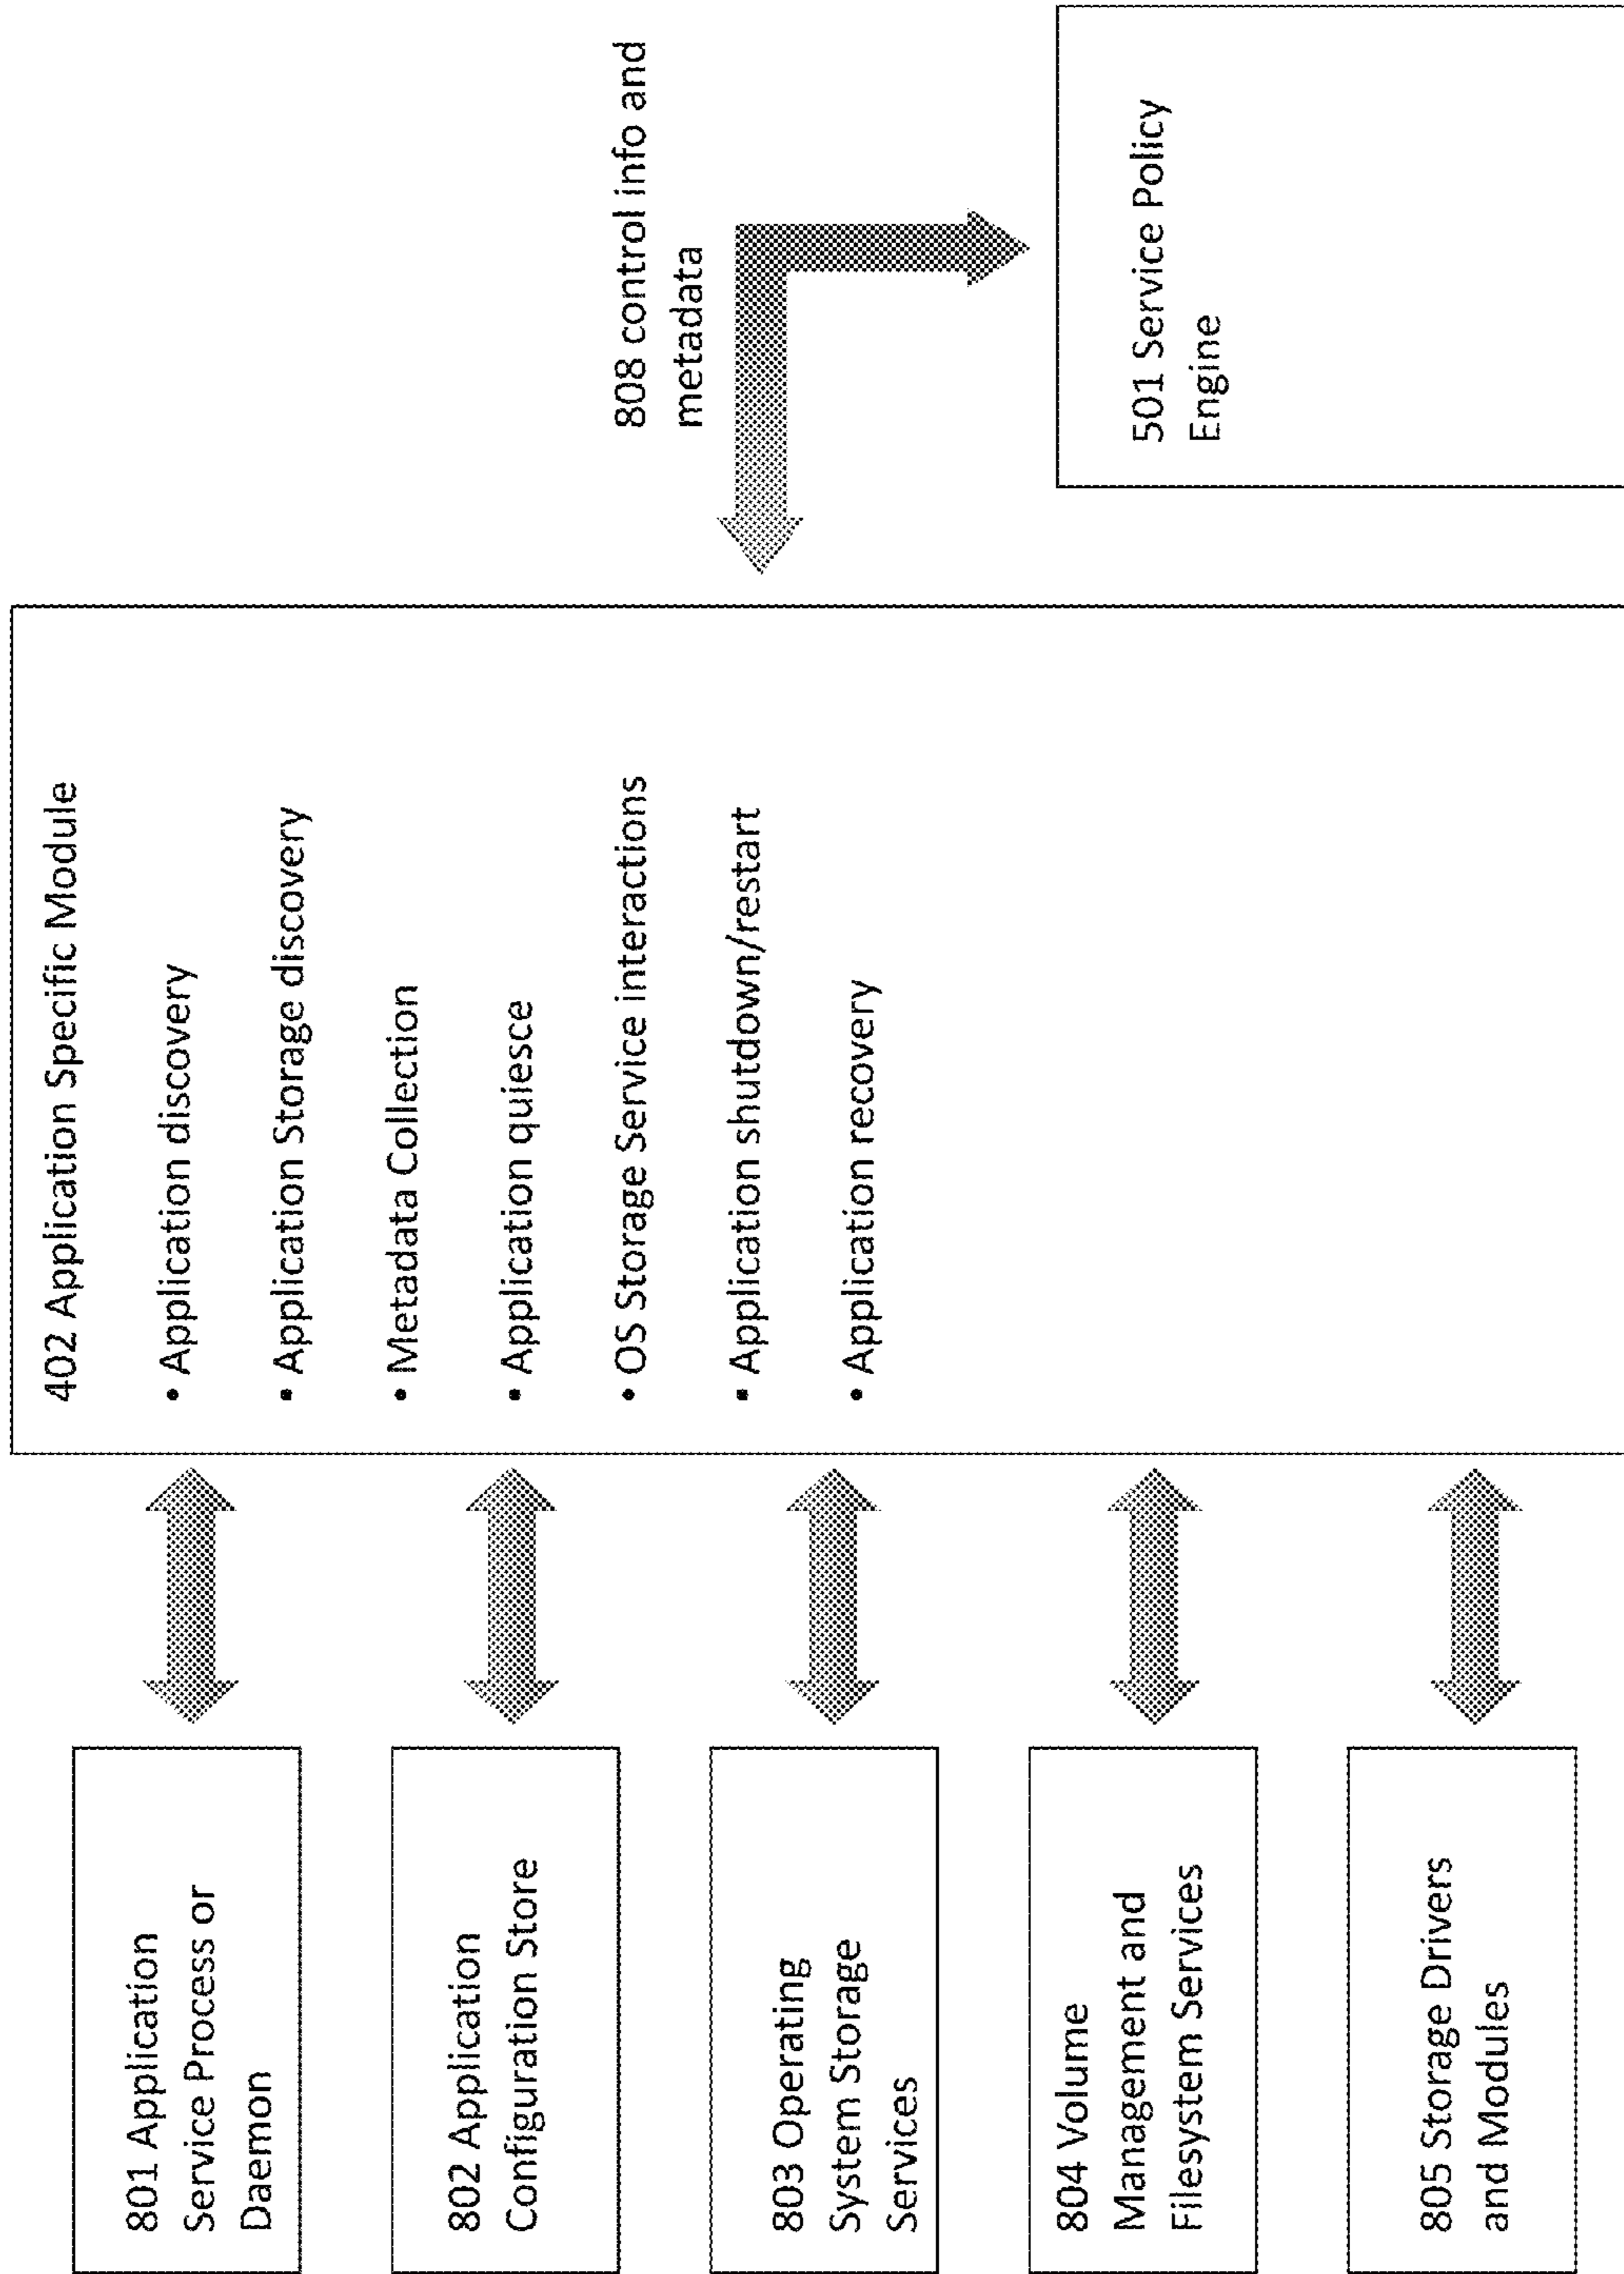 801 Application
Service Process or
Daemon
802 Application
Configuration Store
803 Operating
System Storage
Services
804 Volume
Management and
Filesystem Services
805 Storage Drivers
and Modules
402 Application Specific Module
• Application discovery
• Application Storage discovery
• Metadata Collection
• Application quiesce
• OS Storage Service interactions
• Application shutdown/restart
• Application recovery
808 control info and
metadata
501 Service Policy
Engine